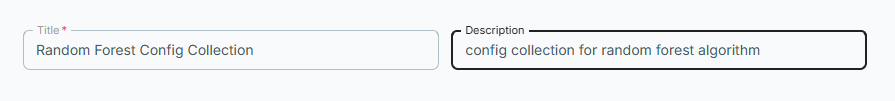 Title *
Description
Random Forest Config Collection
config collection for random forest algorithm